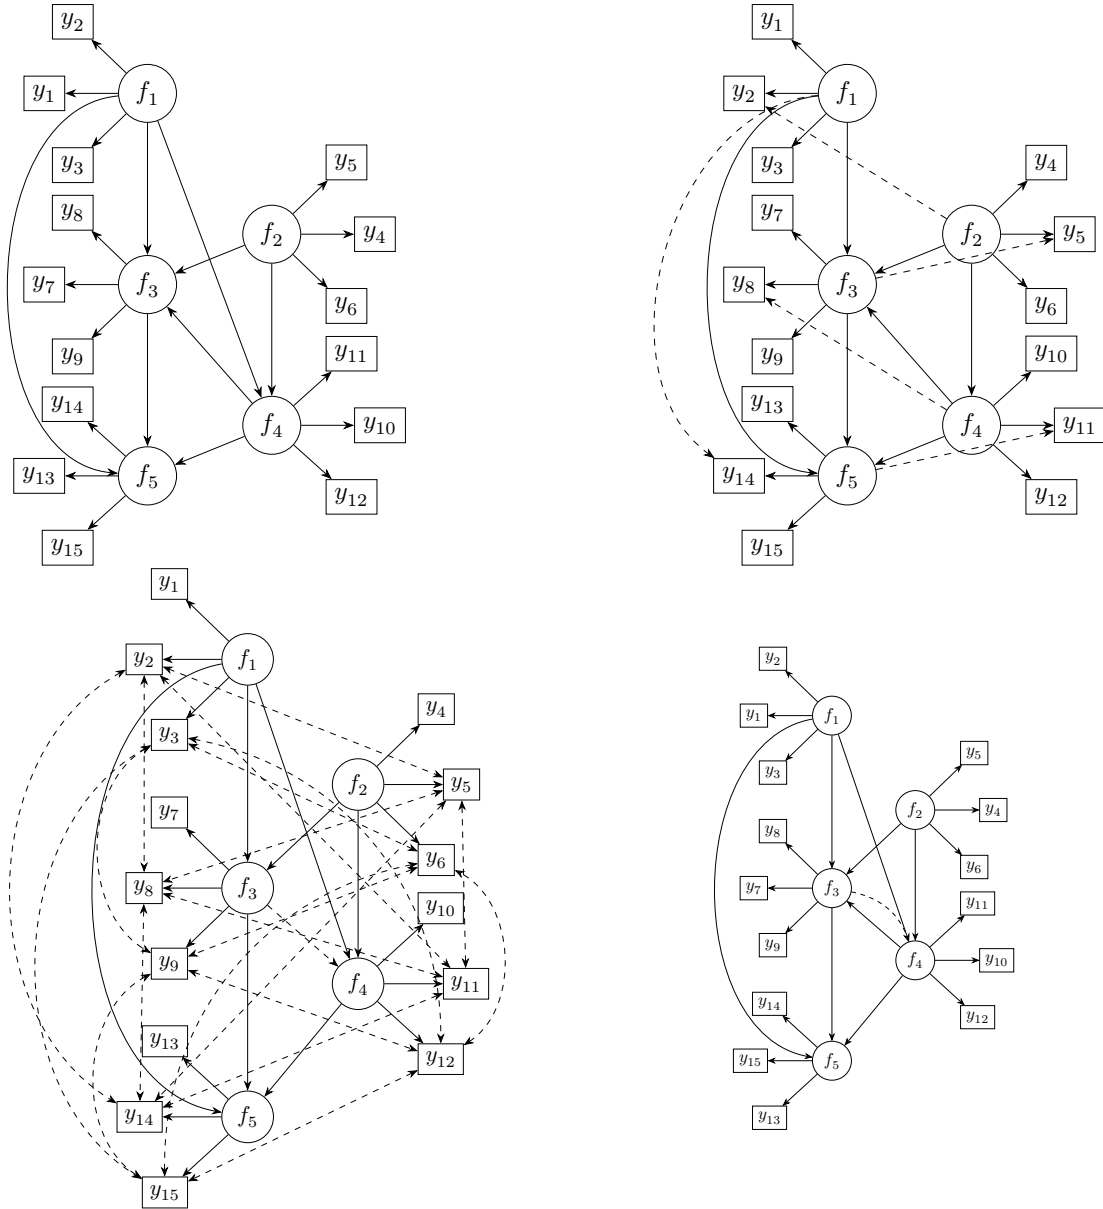 y₂
f₁
y₁
y₃
y₅
y₈
f₂
y₄
y₇
f₃
y₆
y₉
y₁₁
y₁₄
f₄
y₁₀
y₁₃
f₅
y₁₂
y₁₅
y₁
f₁
y₂
y₃
y₄
y₇
f₂
y₅
y₈
f₃
y₆
y₉
y₁₀
y₁₃
f₄
y₁₁
y₁₄
f₅
y₁₂
y₁₅
y₁
y₂
f₁
y₃
y₄
f₂
y₅
y₇
y₆
y₈
f₃
y₁₀
y₉
f₄
y₁₁
y₁₃
y₁₂
y₁₄
f₅
y₁₅
y₂
y₁
f₁
y₃
y₅
f₂
y₄
y₈
y₆
y₇
f₃
y₁₁
y₉
f₄
y₁₀
y₁₄
y₁₂
y₁₅
f₅
y₁₃